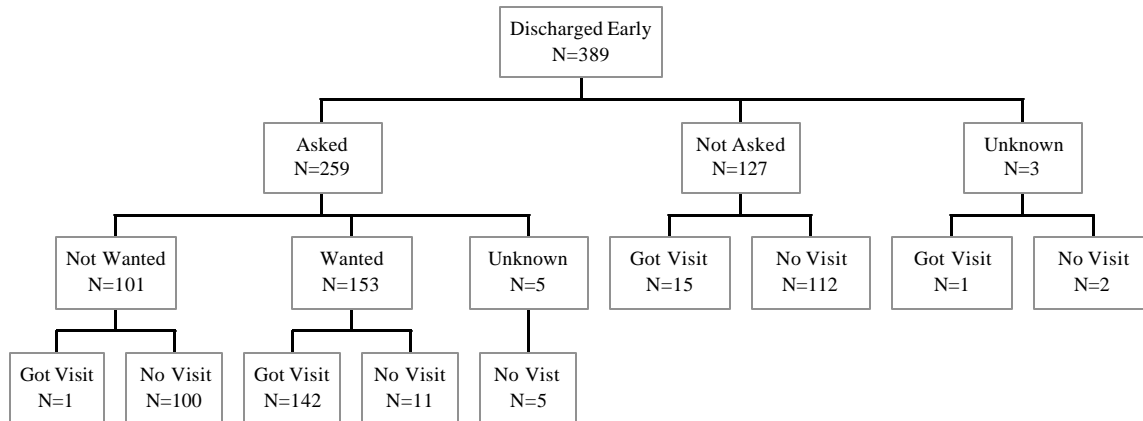 Discharged Early
N=389
Asked
N=259
Not Asked
N=127
Unknown
N=3
Not Wanted
N=101
Wanted
N=153
Unknown
N=5
Got Visit
N=15
No Visit
N=112
Got Visit
N=1
No Visit
N=2
Got Visit
N=1
No Visit
N=100
Got Visit
N=142
No Visit
N=11
No Vist
N=5